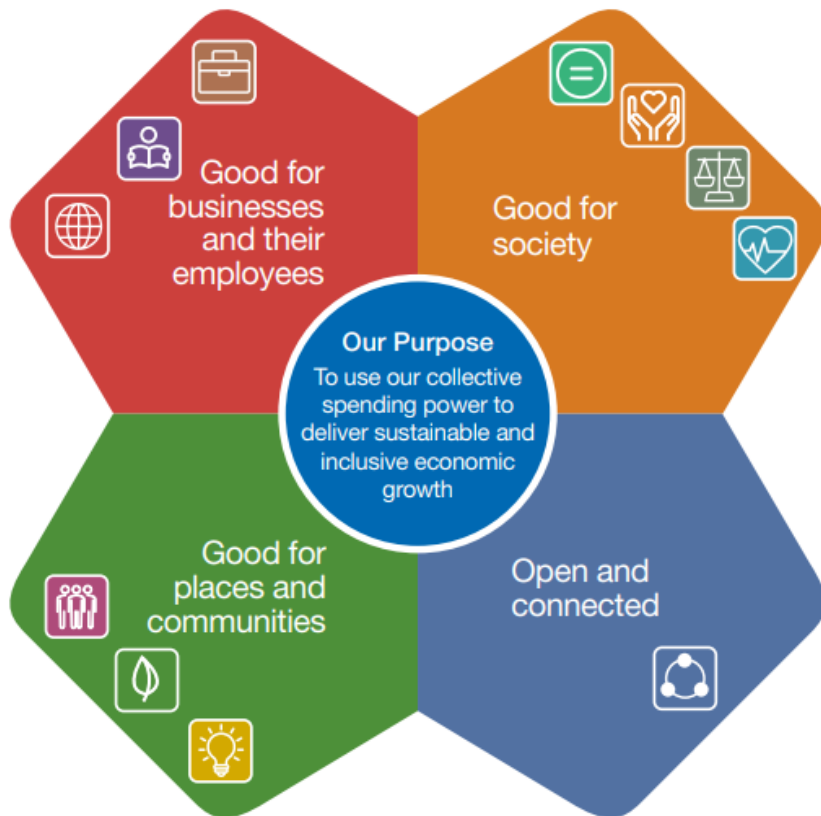 Good for
businesses
and their
employees
Good for
society
Our Purpose
To use our collective
spending power to
deliver sustainable and
inclusive economic
growth
Good for
places and
communities
Open and
connected